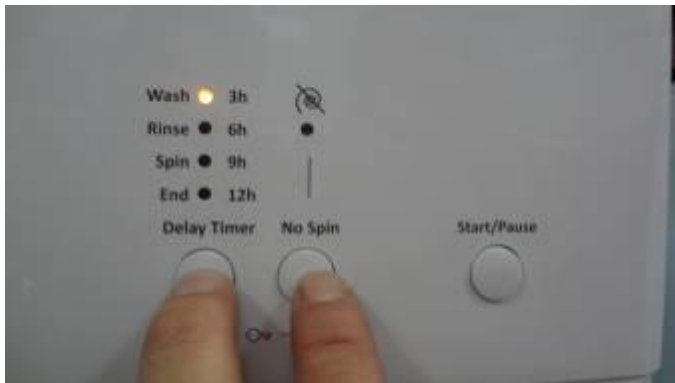 Wash 3h
Rinse 6h
Spin 9h
End 12h
Delay Timer No Spin Start/Pause